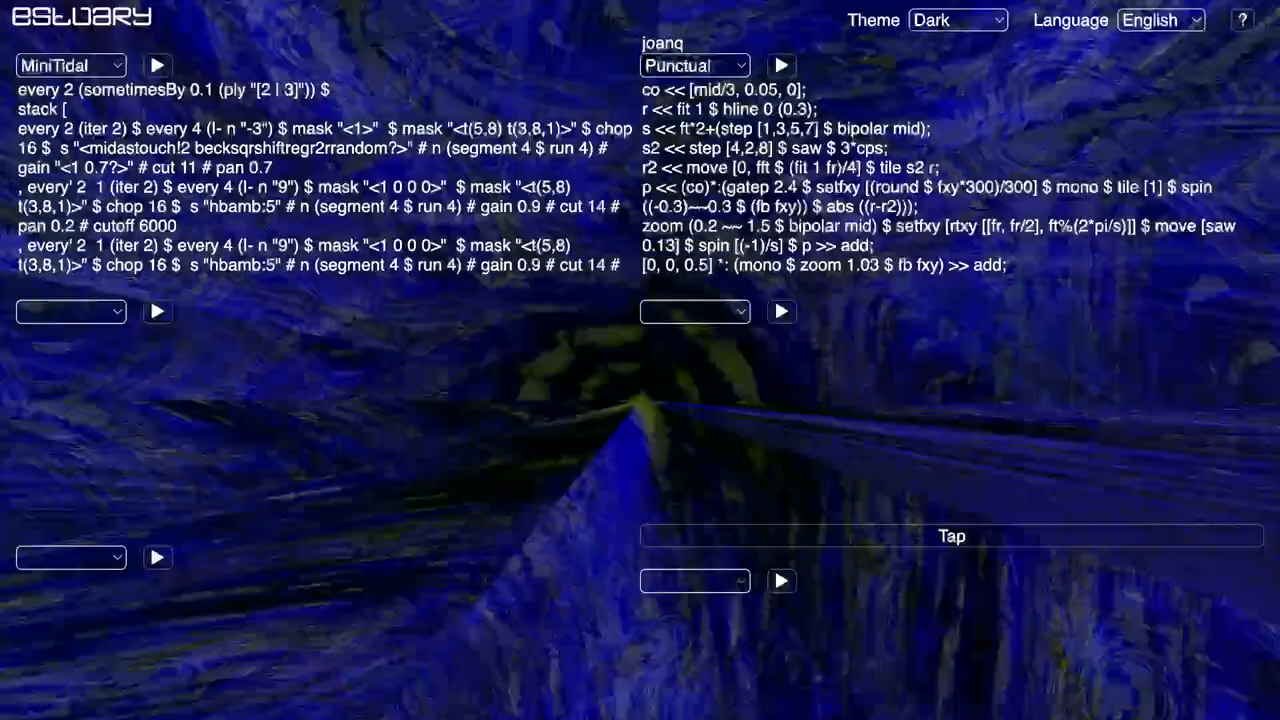 estuary
Theme Dark Language English ?
MiniTidal
every 2 (sometimesBy 0.1 (ply "[2 | 3]")) $
stack [
every 2 (iter 2) $ every 4 (|- n "-3") $ mask "<1>"  $ mask "<t(5,8) t(3,8,1)>" $ chop
16 $  s "<midastouch!2 becksqrshiftregr2rrandom?>" # n (segment 4 $ run 4) #
gain "<1 0.7?>" # cut 11 # pan 0.7
, every' 2  1 (iter 2) $ every 4 (|- n "9") $ mask "<1 0 0 0>"  $ mask "<t(5,8)
t(3,8,1)>" $ chop 16 $  s "hbamb:5" # n (segment 4 $ run 4) # gain 0.9 # cut 14 #
pan 0.2 # cutoff 6000
, every' 2  1 (iter 2) $ every 4 (|- n "9") $ mask "<1 0 0 0>"  $ mask "<t(5,8)
t(3,8,1)>" $ chop 16 $  s "hbamb:5" # n (segment 4 $ run 4) # gain 0.9 # cut 14 #
joanq
Punctual
co << [mid/3, 0.05, 0];
r << fit 1 $ hline 0 (0.3);
s << ft*2+(step [1,3,5,7] $ bipolar mid);
s2 << step [4,2,8] $ saw $ 3*cps;
r2 << move [0, fft $ (fit 1 fr)/4] $ tile s2 r;
p << (co)*:(gatep 2.4 $ setfxy [(round $ fxy*300)/300] $ mono $ tile [1] $ spin
((-0.3)~~0.3 $ (fb fxy)) $ abs ((r-r2)));
zoom (0.2 ~~ 1.5 $ bipolar mid) $ setfxy [rtxy [[fr, fr/2], ft%(2*pi/s)]] $ move [saw
0.13] $ spin [(-1)/s] $ p >> add;
[0, 0, 0.5] *: (mono $ zoom 1.03 $ fb fxy) >> add;
Tap